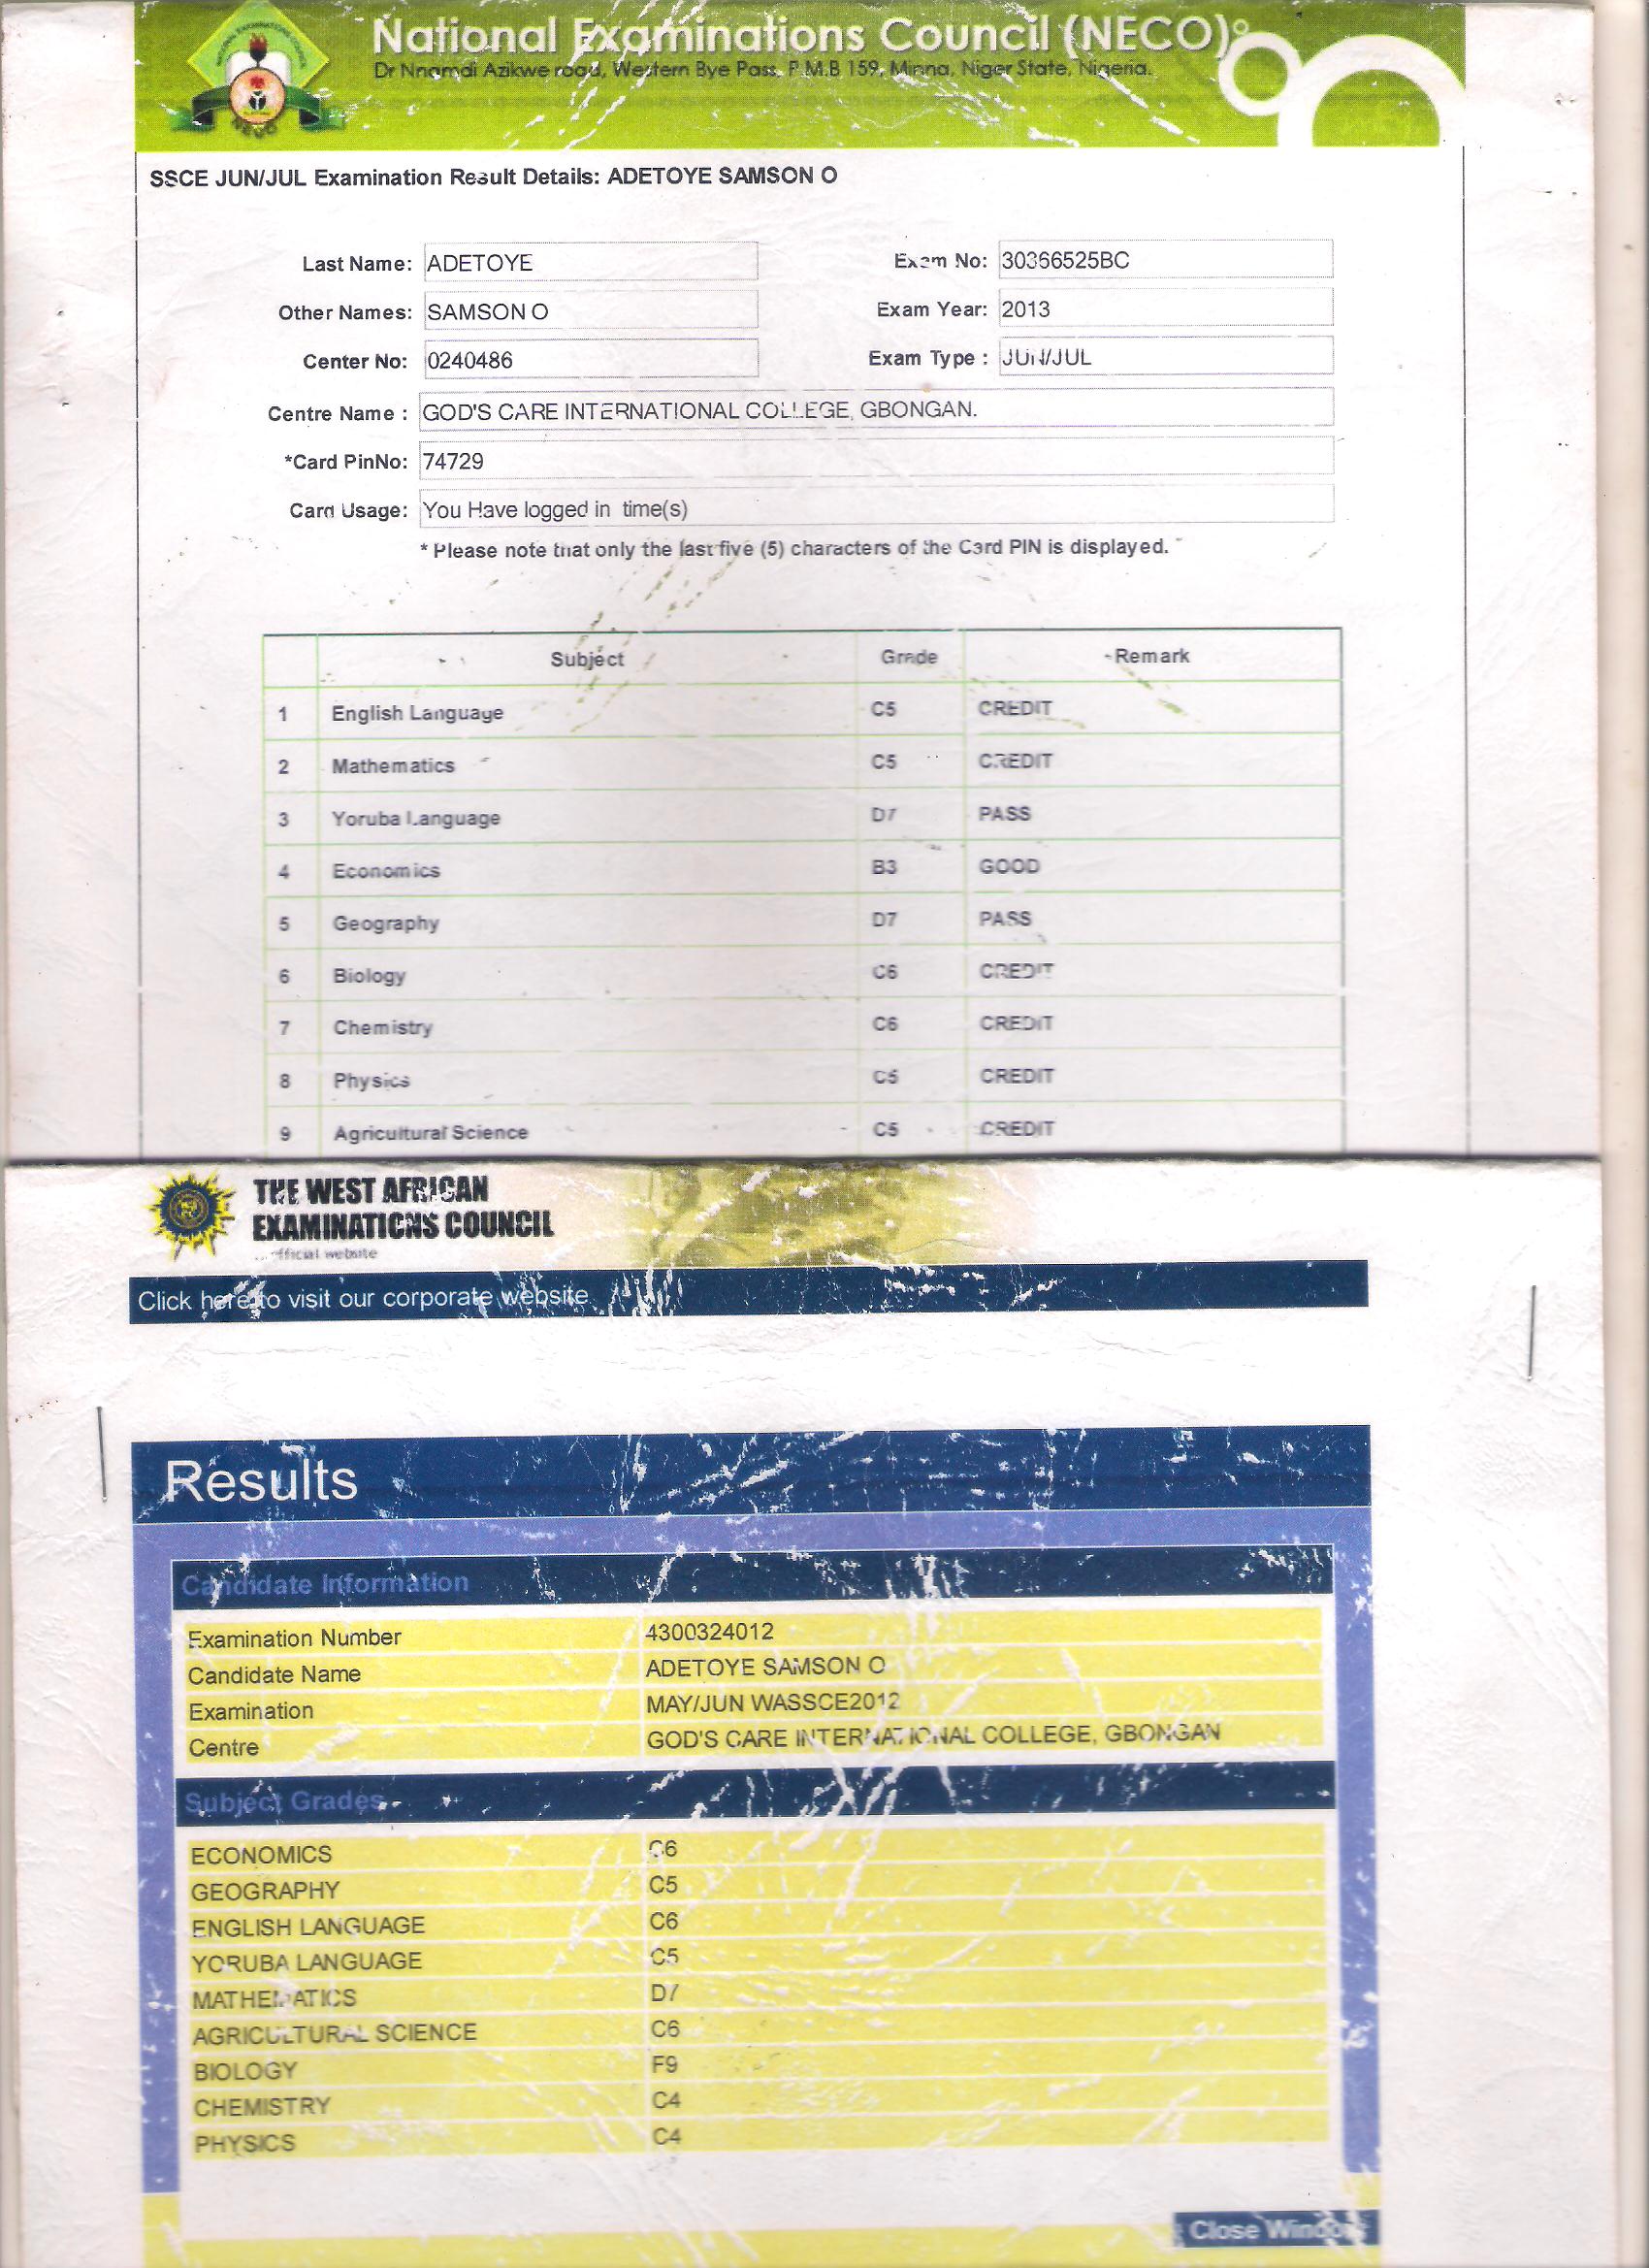 National Examinations Council (NECO)
Dr Nnamdi Azikwe road, Western Bye Pass, P.M.B 159, Minna, Niger State, Nigeria.
NECO
SSCE JUN/JUL Examination Result Details: ADETOYE SAMSON O
Last Name: ADETOYE Exam No: 30366525BC
Other Names: SAMSON O Exam Year: 2013
Center No: 0240486 Exam Type : JUN/JUL
Centre Name : GOD'S CARE INTERNATIONAL COLLEGE, GBONGAN.
*Card PinNo: 74729
Card Usage: You Have logged in time(s)
* Please note that only the last five (5) characters of the Card PIN is displayed.
Subject Grade Remark
1 English Language C5 CREDIT
2 Mathematics C5 CREDIT
3 Yoruba Language D7 PASS
4 Economics B3 GOOD
5 Geography D7 PASS
6 Biology C6 CREDIT
7 Chemistry C6 CREDIT
8 Physics C5 CREDIT
9 Agricultural Science C5 CREDIT
THE WEST AFRICAN
EXAMINATIONS COUNCIL
official website
Click here to visit our corporate website
Results
Candidate Information
Examination Number 4300324012
Candidate Name ADETOYE SAMSON O
Examination MAY/JUN WASSCE2012
Centre GOD'S CARE INTERNATIONAL COLLEGE, GBONGAN
Subject Grades
ECONOMICS C6
GEOGRAPHY C5
ENGLISH LANGUAGE C6
YORUBA LANGUAGE C5
MATHEMATICS D7
AGRICULTURAL SCIENCE C6
BIOLOGY F9
CHEMISTRY C4
PHYSICS C4
Close Window